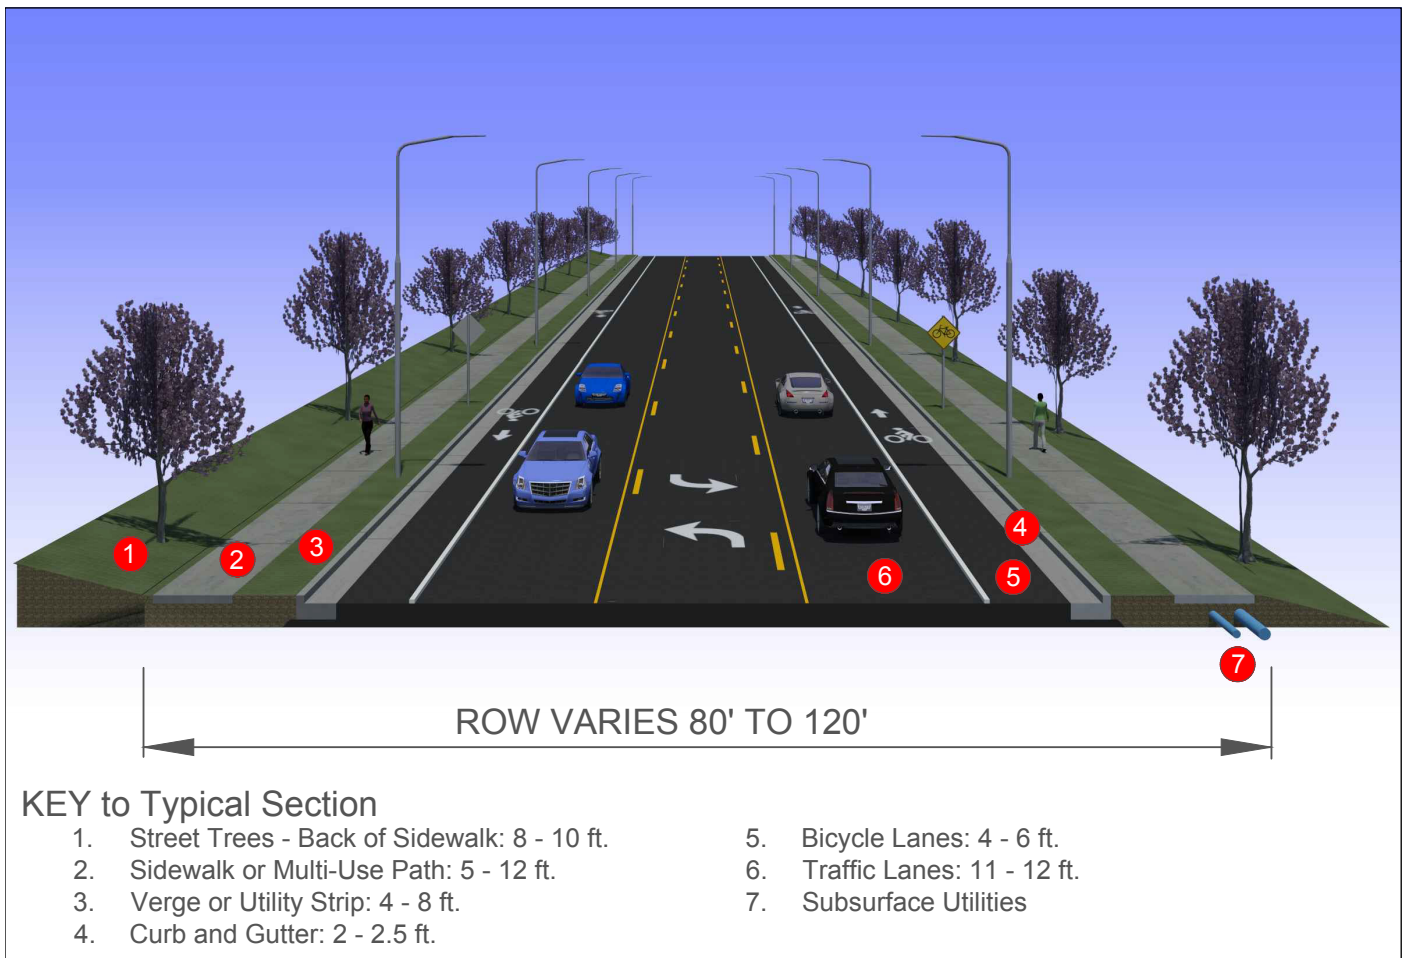 1
2
3
4
5
6
7
ROW VARIES 80' TO 120'
KEY to Typical Section
1. Street Trees - Back of Sidewalk: 8 - 10 ft.
2. Sidewalk or Multi-Use Path: 5 - 12 ft.
3. Verge or Utility Strip: 4 - 8 ft.
4. Curb and Gutter: 2 - 2.5 ft.
5. Bicycle Lanes: 4 - 6 ft.
6. Traffic Lanes: 11 - 12 ft.
7. Subsurface Utilities